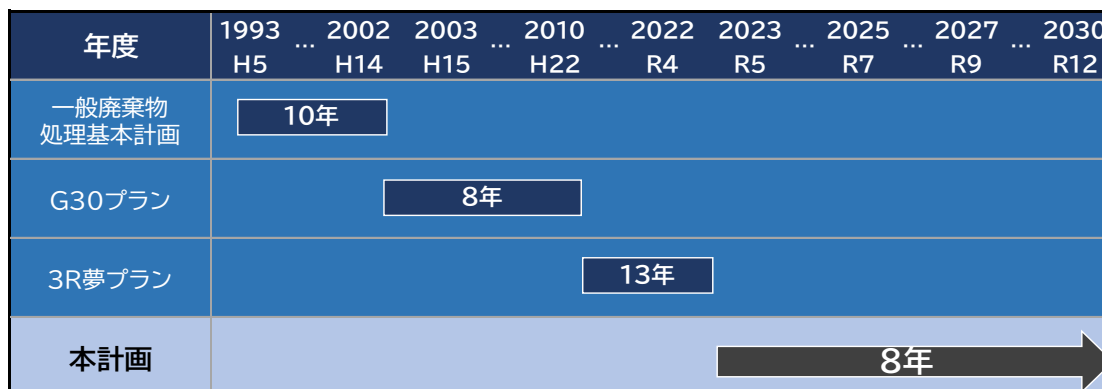 年度 1993 … 2002 2003 … 2010 … 2022 2023 … 2025 … 2027 … 2030
H5 H14 H15 H22 R4 R5 R7 R9 R12
一般廃棄物
処理基本計画
10年
G30プラン 8年
3R夢プラン 13年
本計画 8年